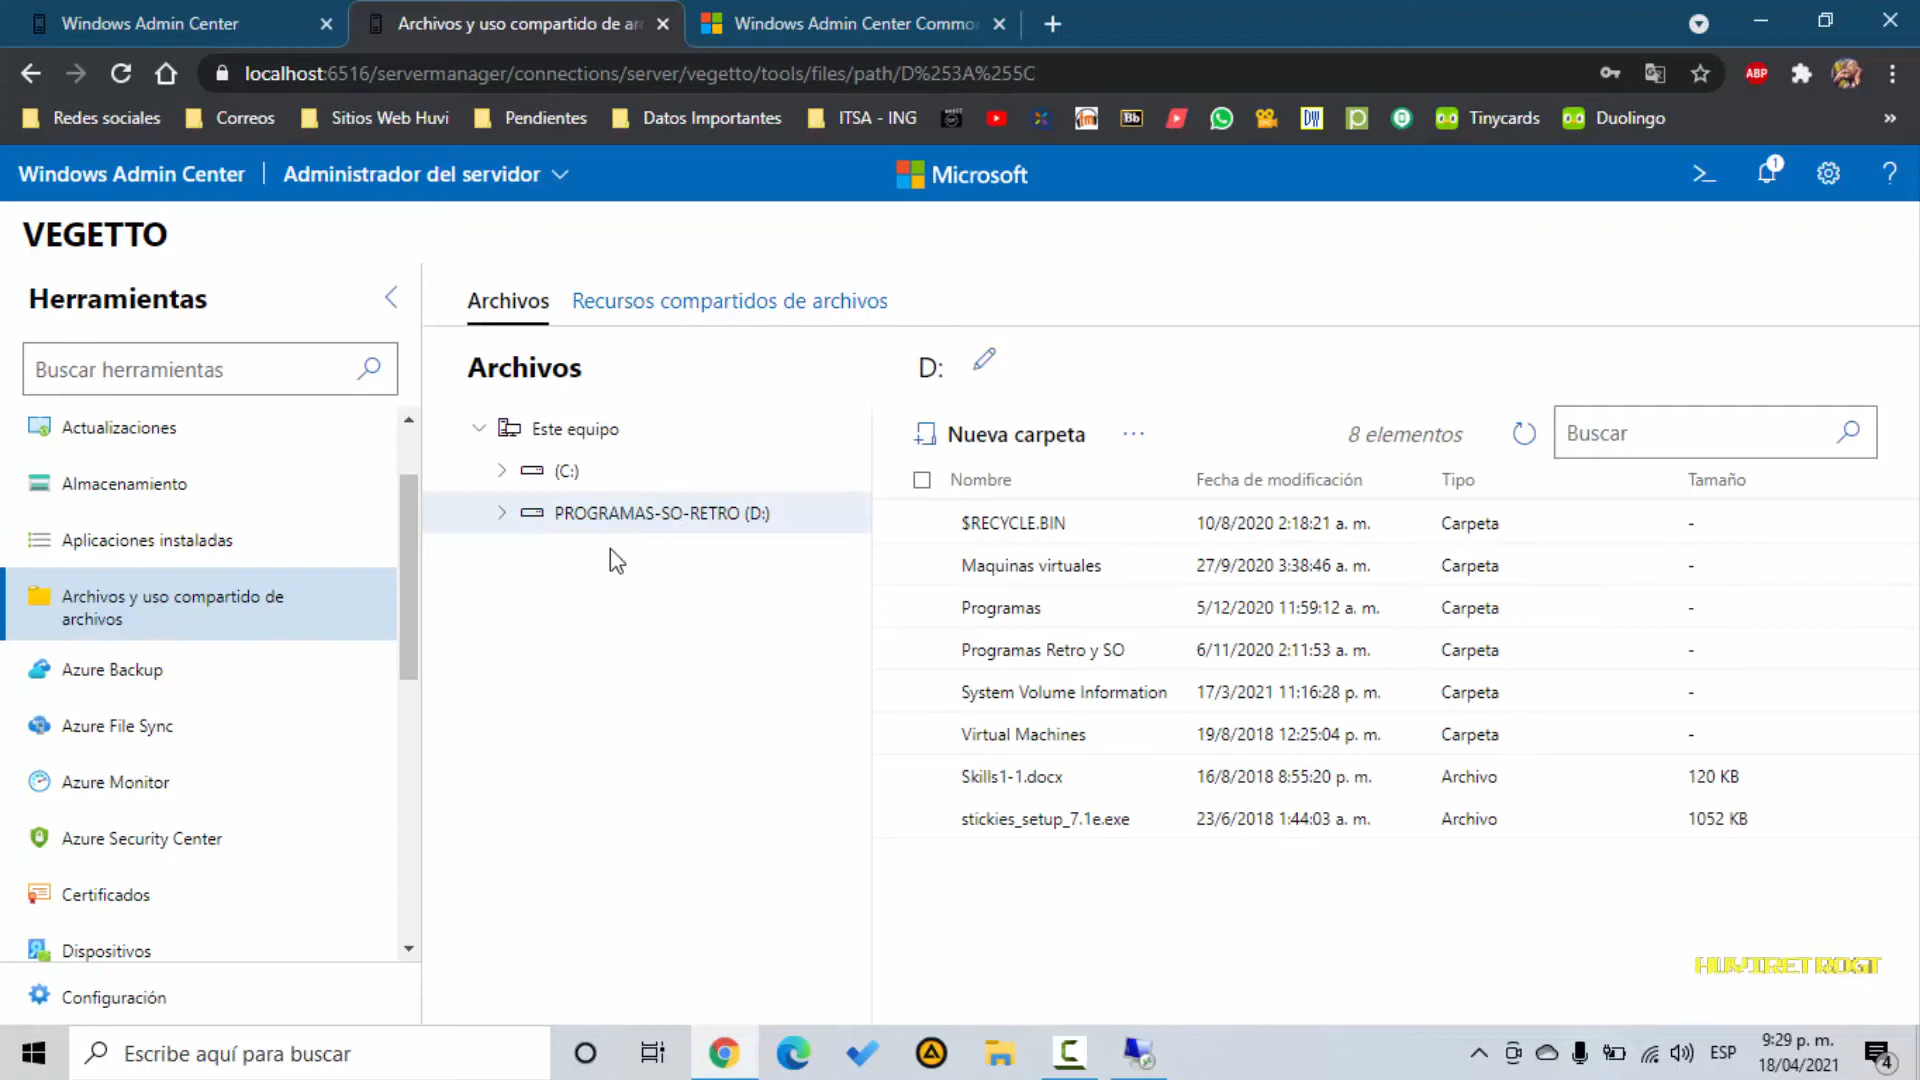 Windows Admin Center
Archivos y uso compartido de ar
Windows Admin Center Commo
localhost:6516/servermanager/connections/server/vegetto/tools/files/path/D%253A%255C
ABP
Redes sociales
Correos
Sitios Web Huvi
Pendientes
Datos Importantes
ITSA - ING
Bb
Tinycards
Duolingo
»
Windows Admin Center
Administrador del servidor
Microsoft
1
?
VEGETTO
Herramientas
Buscar herramientas
Actualizaciones
Almacenamiento
Aplicaciones instaladas
Archivos y uso compartido de
archivos
Azure Backup
Azure File Sync
Azure Monitor
Azure Security Center
Certificados
Dispositivos
Configuración
Archivos
Recursos compartidos de archivos
Archivos
Este equipo
(C:)
PROGRAMAS-SO-RETRO (D:)
D:
Nueva carpeta
...
8 elementos
Buscar
Nombre Fecha de modificación Tipo Tamaño
$RECYCLE.BIN 10/8/2020 2:18:21 a. m. Carpeta -
Maquinas virtuales 27/9/2020 3:38:46 a. m. Carpeta -
Programas 5/12/2020 11:59:12 a. m. Carpeta -
Programas Retro y SO 6/11/2020 2:11:53 a. m. Carpeta -
System Volume Information 17/3/2021 11:16:28 p. m. Carpeta -
Virtual Machines 19/8/2018 12:25:04 p. m. Carpeta -
Skills1-1.docx 16/8/2018 8:55:20 p. m. Archivo 120 KB
stickies_setup_7.1e.exe 23/6/2018 1:44:03 a. m. Archivo 1052 KB
HUVIRETROGT
Escribe aquí para buscar
ESP
9:29 p. m.
18/04/2021
4